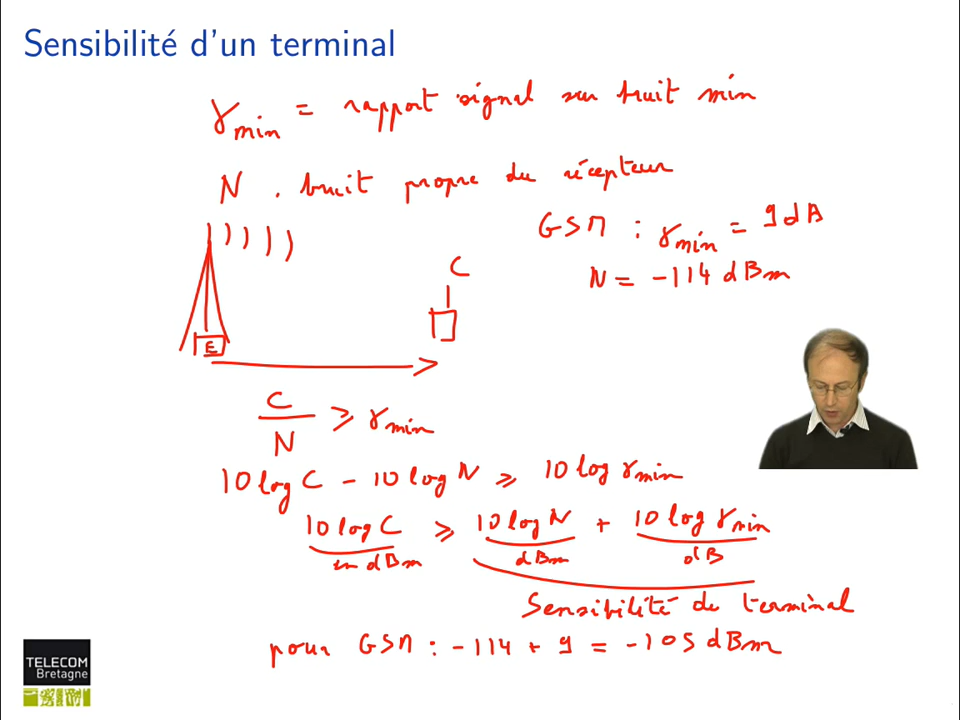 Sensibilité d'un terminal
γmin = rapport signal sur bruit min
N . bruit propre du récepteur
GSM : γmin = 9 dB
N = -114 dBm
C
E
C/N ≥ γmin
10 log C - 10 log N ≥ 10 log γmin
10 log C ≥ 10 log N + 10 log γmin
en dBm dBm dB
Sensibilité du terminal
pour GSM : -114 + 9 = -105 dBm
TELECOM
Bretagne